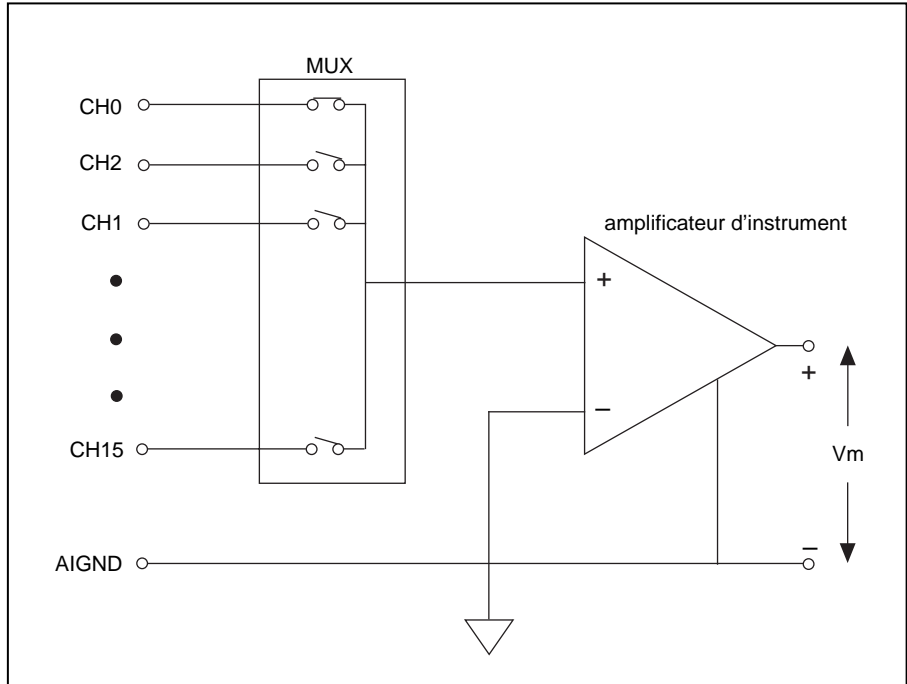 MUX
CH0
CH2
CH1
amplificateur d'instrument
+
−
+
CH15
Vm
AIGND
−